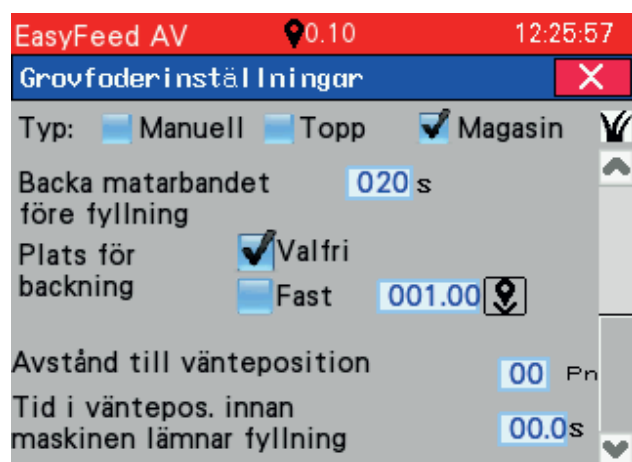 EasyFeed AV 0.10 12:25:57
Grovfoderinställningar
Typ: Manuell Topp Magasin
Backa matarbandet 020 s
före fyllning
Plats för Valfri
backning Fast 001.00
Avstånd till vänteposition 00 Pn
Tid i väntepos. innan
maskinen lämnar fyllning 00.0s